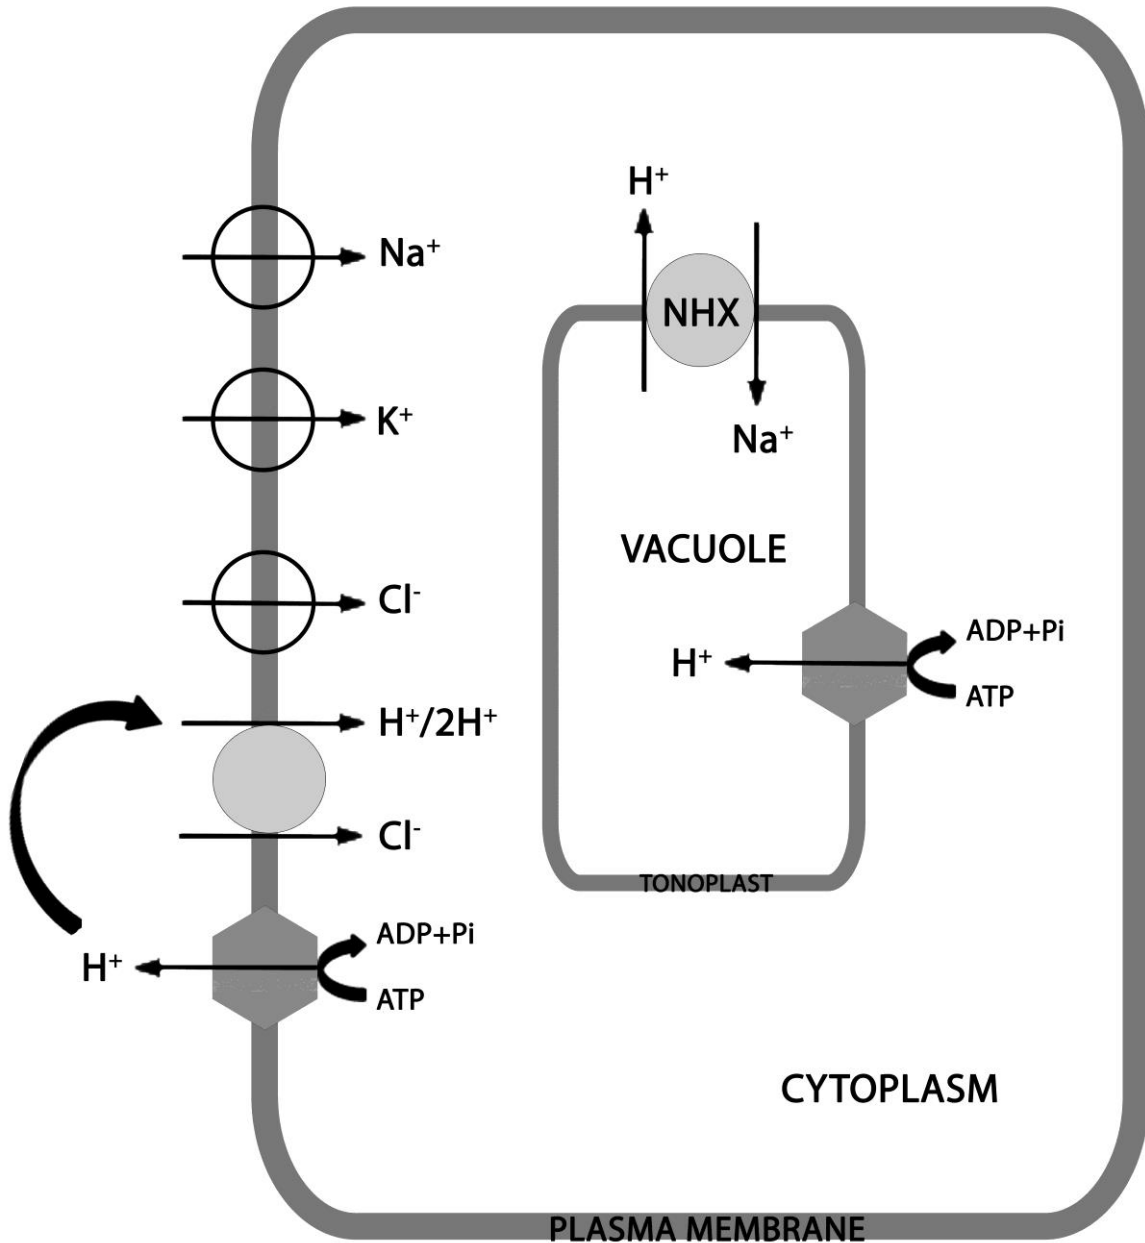 H⁺
Na⁺
NHX
K⁺
Na⁺
VACUOLE
Cl⁻
ADP+Pi
H⁺
ATP
H⁺/2H⁺
Cl⁻
TONOPLAST
ADP+Pi
H⁺
ATP
CYTOPLASM
PLASMA MEMBRANE